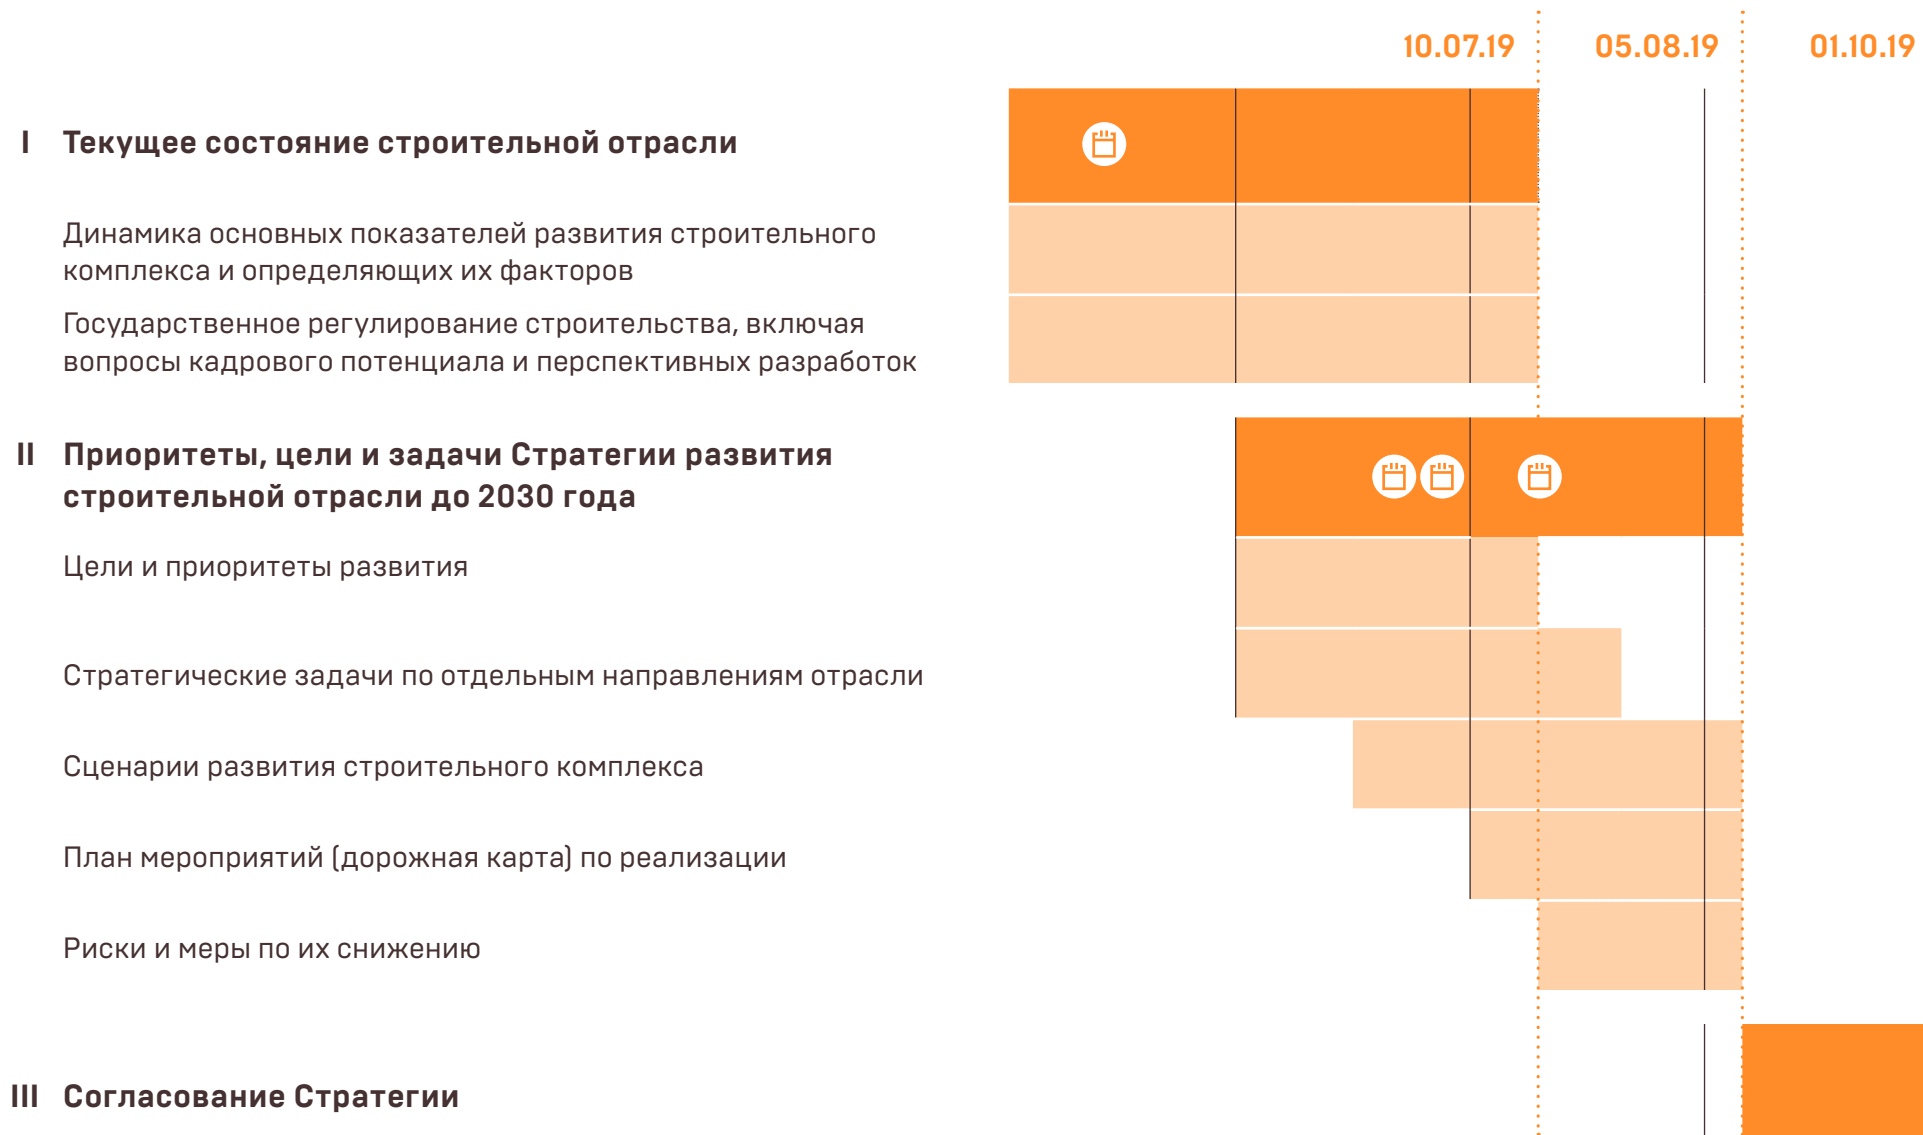 10.07.19 05.08.19 01.10.19
I Текущее состояние строительной отрасли
Динамика основных показателей развития строительного
комплекса и определяющих их факторов
Государственное регулирование строительства, включая
вопросы кадрового потенциала и перспективных разработок
II Приоритеты, цели и задачи Стратегии развития
строительной отрасли до 2030 года
Цели и приоритеты развития
Стратегические задачи по отдельным направлениям отрасли
Сценарии развития строительного комплекса
План мероприятий (дорожная карта) по реализации
Риски и меры по их снижению
III Согласование Стратегии